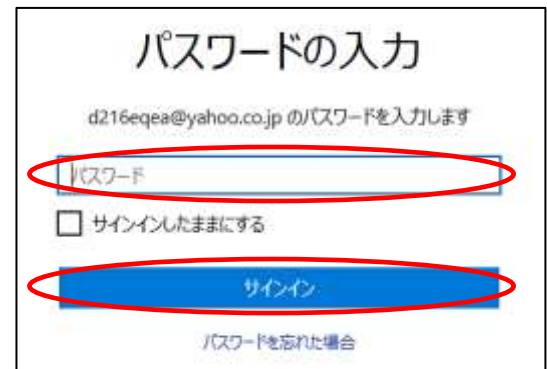 パスワードの入力
d216eqea@yahoo.co.jp のパスワードを入力します
パスワード
サインインしたままにする
サインイン
パスワードを忘れた場合